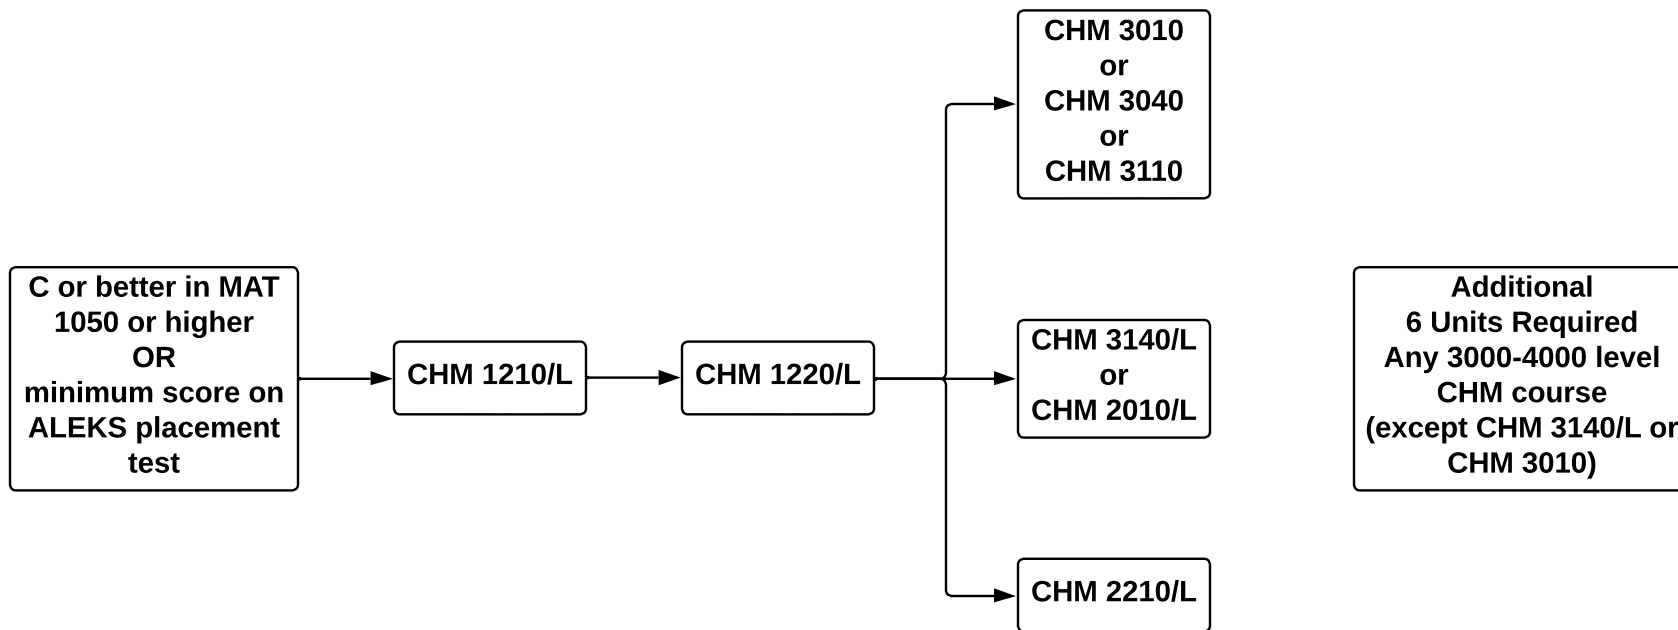 CHM 3010
or
CHM 3040
or
CHM 3110
C or better in MAT
1050 or higher
OR
minimum score on
ALEKS placement
test
CHM 1210/L
CHM 1220/L
CHM 3140/L
or
CHM 2010/L
Additional
6 Units Required
Any 3000-4000 level
CHM course
(except CHM 3140/L or
CHM 3010)
CHM 2210/L